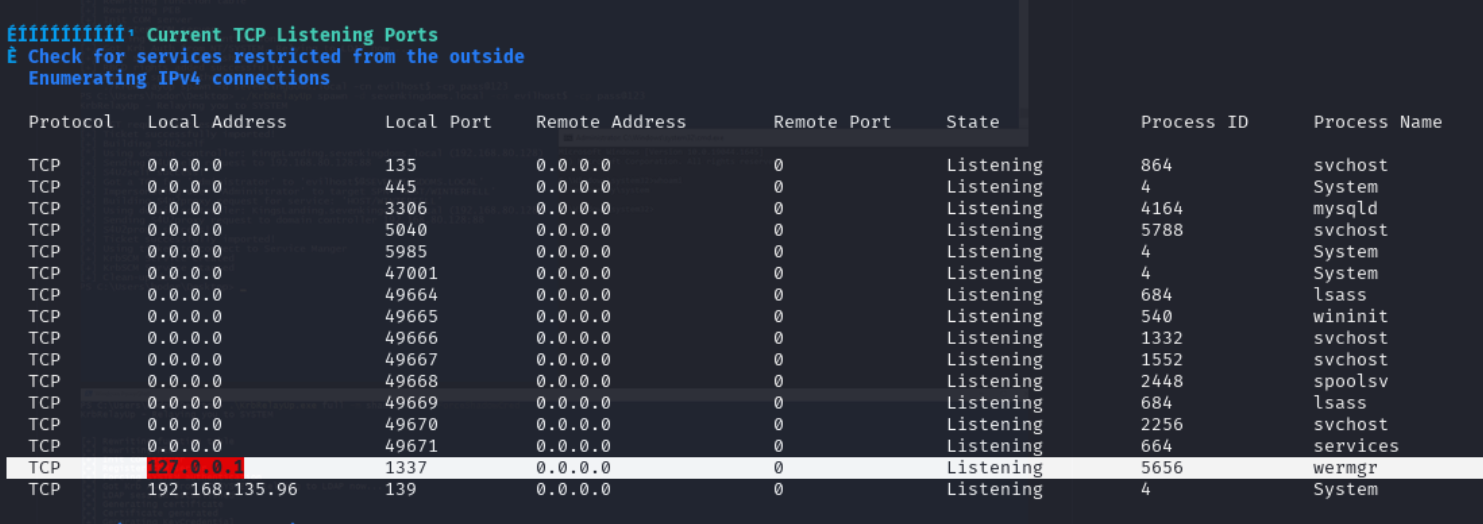 ÉÍÍÍÍÍÍÍÍÍÍ¹ Current TCP Listening Ports
È Check for services restricted from the outside
Enumerating IPv4 connections
Protocol Local Address Local Port Remote Address Remote Port State Process ID Process Name
TCP 0.0.0.0 135 0.0.0.0 0 Listening 864 svchost
TCP 0.0.0.0 445 0.0.0.0 0 Listening 4 System
TCP 0.0.0.0 3306 0.0.0.0 0 Listening 4164 mysqld
TCP 0.0.0.0 5040 0.0.0.0 0 Listening 5788 svchost
TCP 0.0.0.0 5985 0.0.0.0 0 Listening 4 System
TCP 0.0.0.0 47001 0.0.0.0 0 Listening 4 System
TCP 0.0.0.0 49664 0.0.0.0 0 Listening 684 lsass
TCP 0.0.0.0 49665 0.0.0.0 0 Listening 540 wininit
TCP 0.0.0.0 49666 0.0.0.0 0 Listening 1332 svchost
TCP 0.0.0.0 49667 0.0.0.0 0 Listening 1552 svchost
TCP 0.0.0.0 49668 0.0.0.0 0 Listening 2448 spoolsv
TCP 0.0.0.0 49669 0.0.0.0 0 Listening 684 lsass
TCP 0.0.0.0 49670 0.0.0.0 0 Listening 2256 svchost
TCP 0.0.0.0 49671 0.0.0.0 0 Listening 664 services
TCP 127.0.0.1 1337 0.0.0.0 0 Listening 5656 wermgr
TCP 192.168.135.96 139 0.0.0.0 0 Listening 4 System